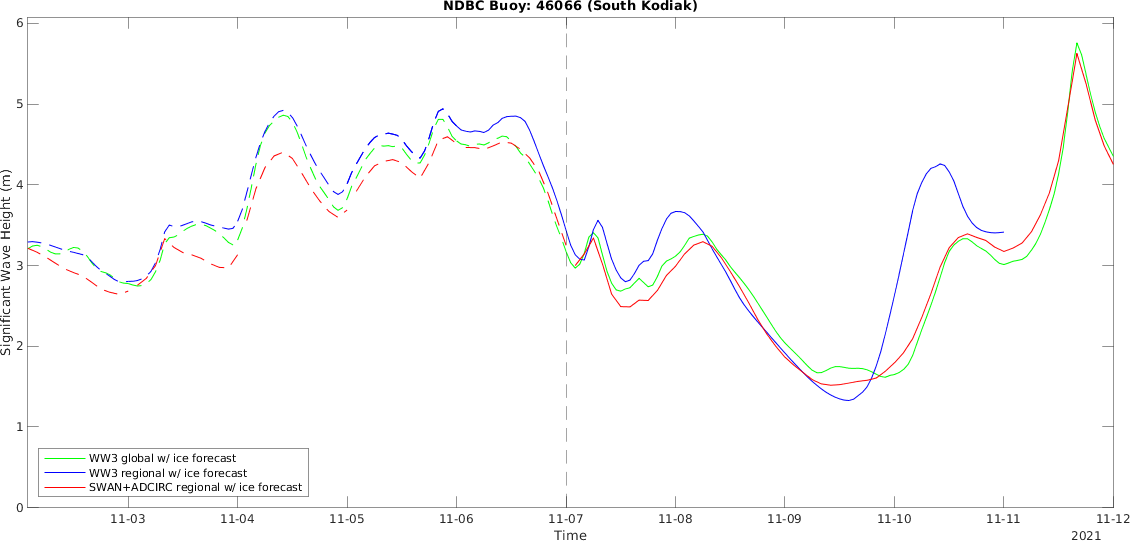 NDBC Buoy: 46066 (South Kodiak)
Significant Wave Height (m)
6
5
4
3
2
1
0
WW3 global w/ ice forecast
WW3 regional w/ ice forecast
SWAN+ADCIRC regional w/ ice forecast
11-03 11-04 11-05 11-06 11-07 11-08 11-09 11-10 11-11 11-12
Time
2021